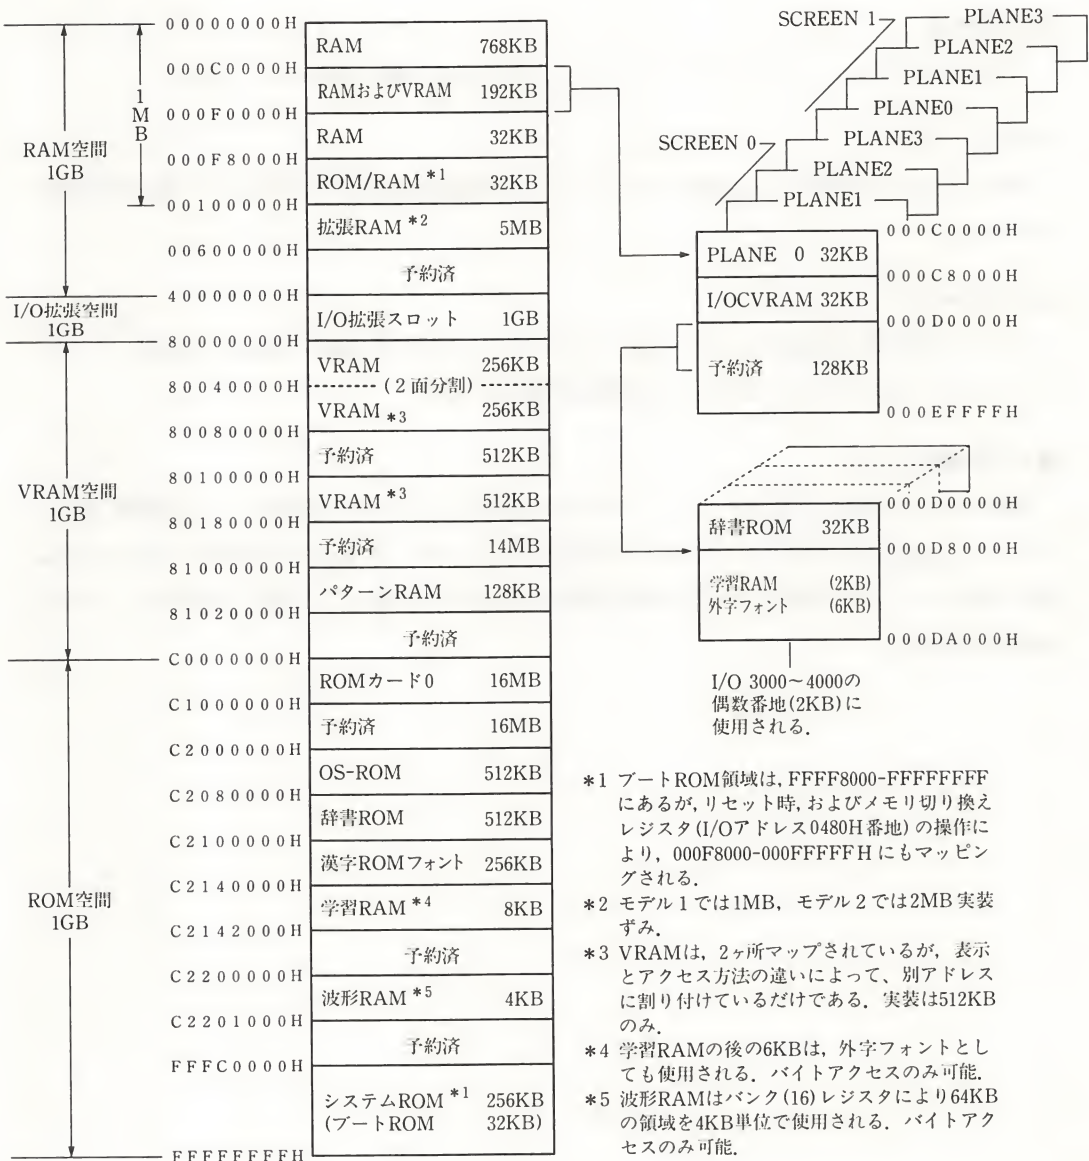 00000000H
RAM 768KB
000C0000H
RAMおよびVRAM 192KB
000F0000H
RAM 32KB
000F8000H
ROM/RAM *1 32KB
00100000H
拡張RAM *2 5MB
00600000H
予約済
40000000H
I/O拡張スロット 1GB
80000000H
VRAM 256KB
80040000H
(2面分割)
VRAM *3 256KB
80080000H
予約済 512KB
80100000H
VRAM *3 512KB
80180000H
予約済 14MB
81000000H
パターンRAM 128KB
81020000H
予約済
C0000000H
ROMカード0 16MB
C1000000H
予約済 16MB
C2000000H
OS-ROM 512KB
C2080000H
辞書ROM 512KB
C2100000H
漢字ROMフォント 256KB
C2140000H
学習RAM *4 8KB
C2142000H
予約済
C2200000H
波形RAM *5 4KB
C2201000H
予約済
FFFC0000H
システムROM *1 256KB
(ブートROM 32KB)
FFFFFFFFH
1MB
RAM空間
1GB
I/O拡張空間
1GB
VRAM空間
1GB
ROM空間
1GB
SCREEN 1
PLANE3
PLANE2
PLANE1
PLANE0
SCREEN 0
PLANE3
PLANE2
PLANE1
000C0000H
PLANE 0 32KB
000C8000H
I/OCVRAM 32KB
000D0000H
予約済 128KB
000EFFFFH
000D0000H
辞書ROM 32KB
000D8000H
学習RAM (2KB)
外字フォント (6KB)
000DA000H
I/O 3000~4000の
偶数番地(2KB)に
使用される.
*1 ブートROM領域は, FFFF8000-FFFFFFFF
にあるが, リセット時, およびメモリ切り換え
レジスタ(I/Oアドレス0480H番地) の操作に
より, 000F8000-000FFFFFH にもマッピン
グされる.
*2 モデル1では1MB, モデル2では2MB実装
ずみ.
*3 VRAMは, 2ヶ所マップされているが, 表示
とアクセス方法の違いによって、別アドレス
に割り付けているだけである. 実装は512KB
のみ.
*4 学習RAMの後の6KBは, 外字フォントとし
ても使用される. バイトアクセスのみ可能.
*5 波形RAMはバンク(16)レジスタにより64KB
の領域を4KB単位で使用される. バイトアク
セスのみ可能.